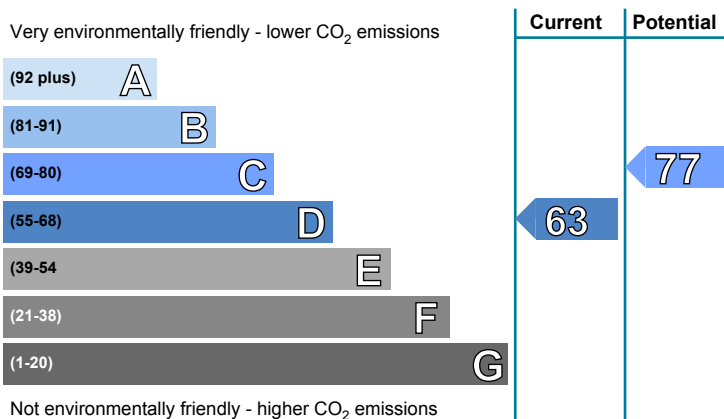 Current Potential
Very environmentally friendly - lower CO2 emissions
(92 plus) A
(81-91) B
(69-80) C 77
(55-68) D 63
(39-54 E
(21-38) F
(1-20) G
Not environmentally friendly - higher CO2 emissions